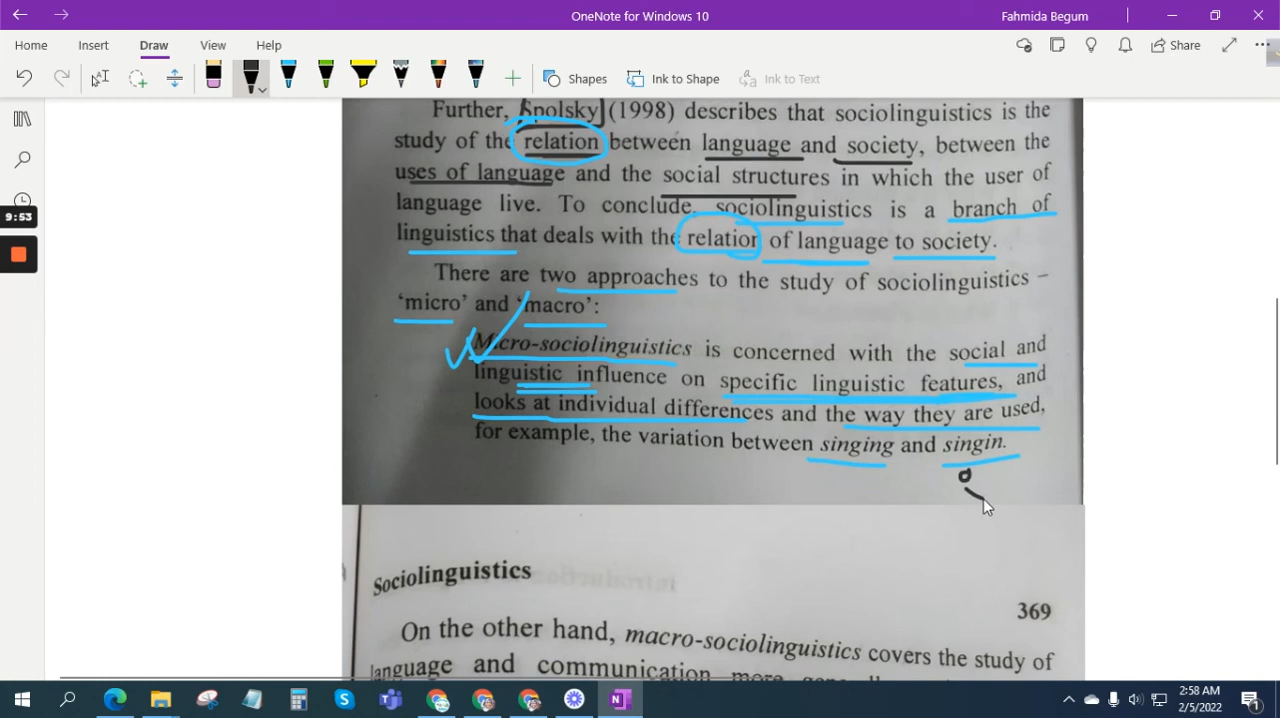 OneNote for Windows 10
Fahmida Begum
Home
Insert
Draw
View
Help
Share
Shapes
Ink to Shape
Ink to Text
9:53
Further, Spolsky (1998) describes that sociolinguistics is the
study of the relation between language and society, between the
uses of language and the social structures in which the user of
language live. To conclude, sociolinguistics is a branch of
linguistics that deals with the relation of language to society.
There are two approaches to the study of sociolinguistics –
‘micro’ and ‘macro’:
Micro-sociolinguistics is concerned with the social and
linguistic influence on specific linguistic features, and
looks at individual differences and the way they are used,
for example, the variation between singing and singin.
Sociolinguistics
369
On the other hand, macro-sociolinguistics covers the study of
language and communication more
2:58 AM
2/5/2022